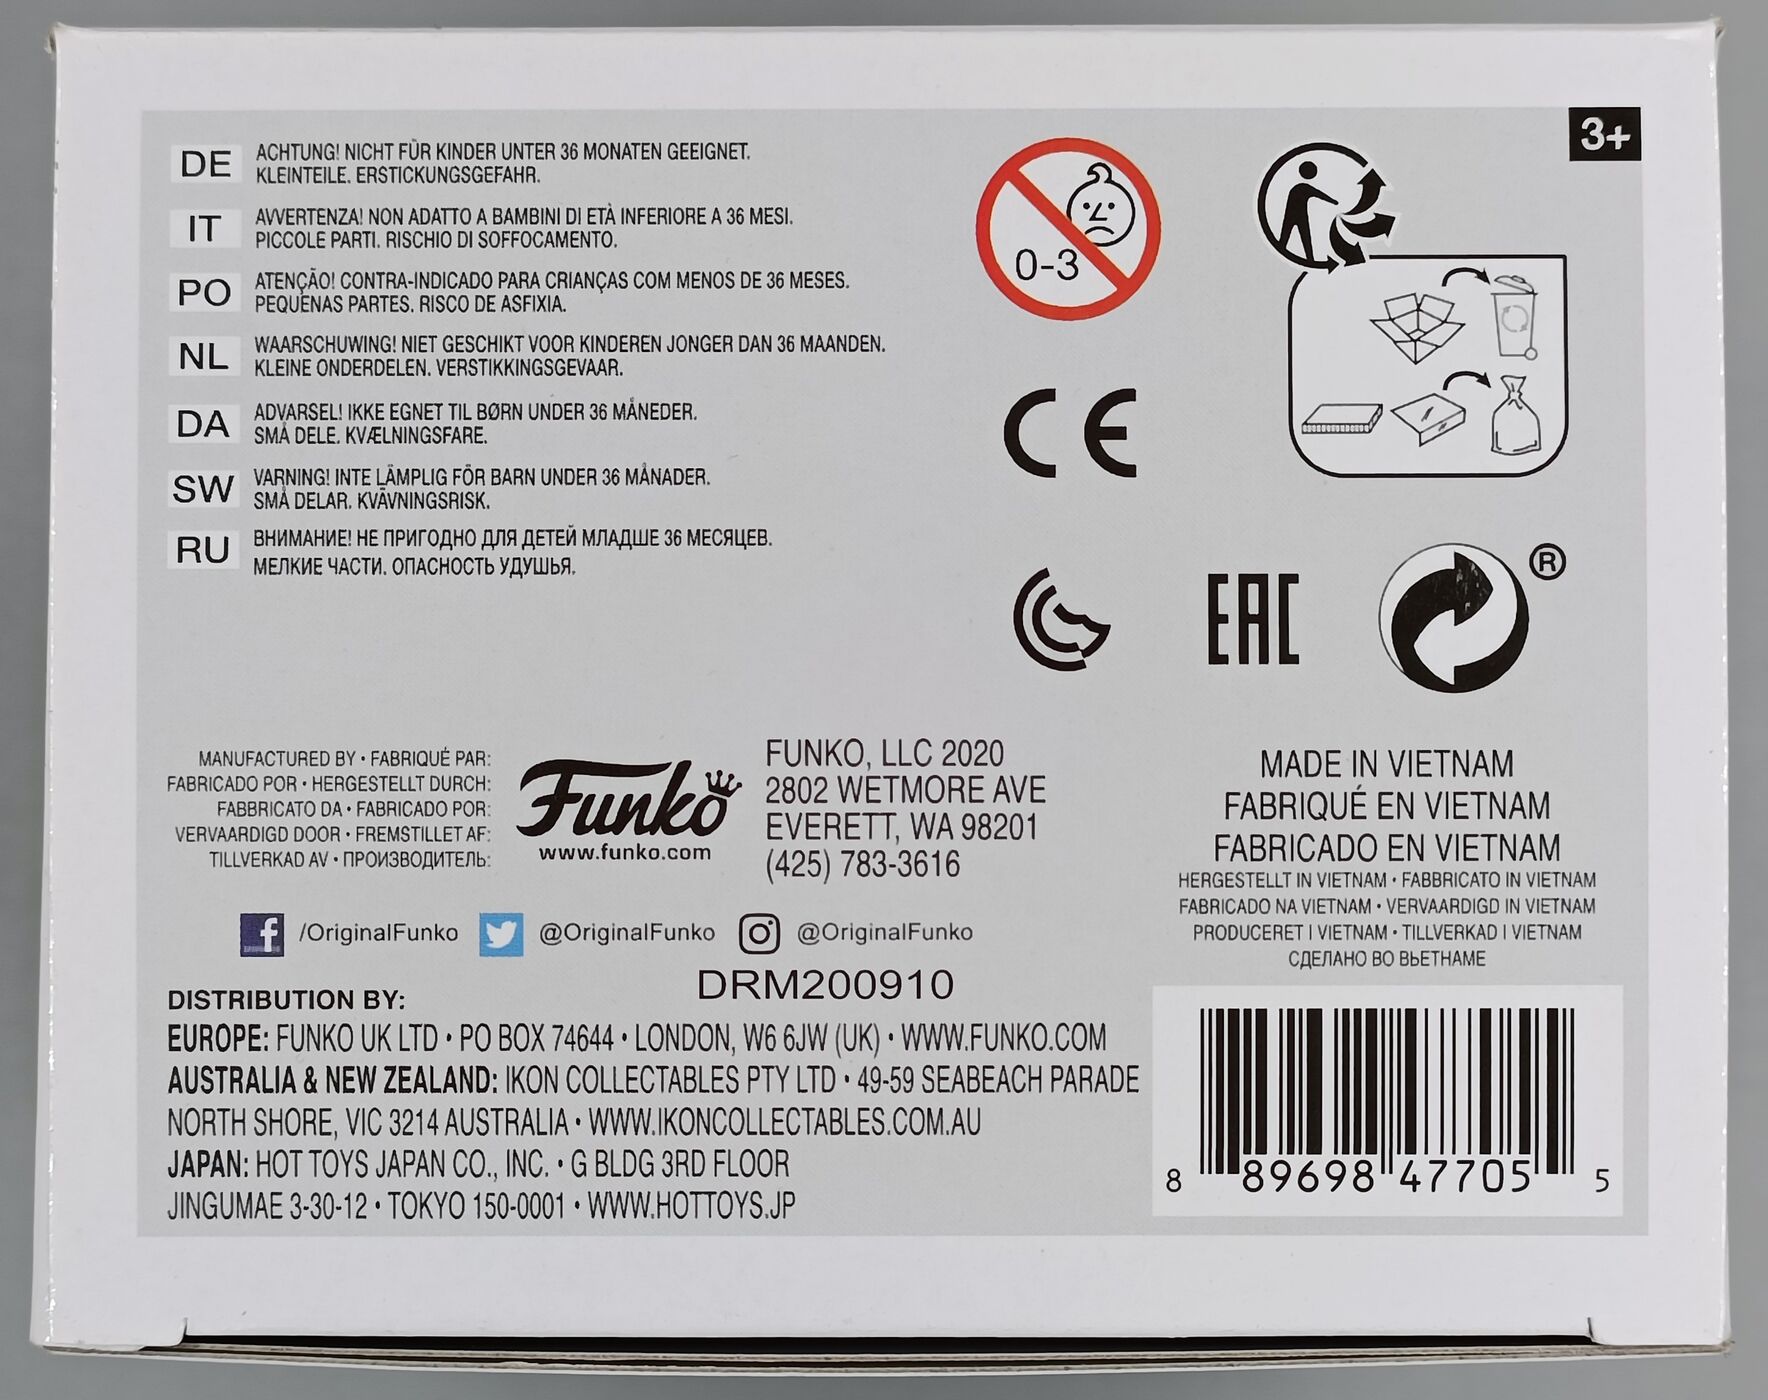 3+
DE ACHTUNG! NICHT FÜR KINDER UNTER 36 MONATEN GEEIGNET.
KLEINTEILE. ERSTICKUNGSGEFAHR.
IT AVVERTENZA! NON ADATTO A BAMBINI DI ETÀ INFERIORE A 36 MESI.
PICCOLE PARTI. RISCHIO DI SOFFOCAMENTO.
PO ATENÇÃO! CONTRA-INDICADO PARA CRIANÇAS COM MENOS DE 36 MESES.
PEQUENAS PARTES. RISCO DE ASFIXIA.
NL WAARSCHUWING! NIET GESCHIKT VOOR KINDEREN JONGER DAN 36 MAANDEN.
KLEINE ONDERDELEN. VERSTIKKINGSGEVAAR.
DA ADVARSEL! IKKE EGNET TIL BØRN UNDER 36 MÅNEDER.
SMÅ DELE. KVÆLNINGSFARE.
SW VARNING! INTE LÄMPLIG FÖR BARN UNDER 36 MÅNADER.
SMÅ DELAR. KVÄVNINGSRISK.
RU ВНИМАНИЕ! НЕ ПРИГОДНО ДЛЯ ДЕТЕЙ МЛАДШЕ 36 МЕСЯЦЕВ.
МЕЛКИЕ ЧАСТИ. ОПАСНОСТЬ УДУШЬЯ.
0-3
CE
EAC
®
MANUFACTURED BY • FABRIQUÉ PAR:
FABRICADO POR • HERGESTELLT DURCH:
FABBRICATO DA • FABRICADO POR:
VERVAARDIGD DOOR • FREMSTILLET AF:
TILLVERKAD AV • ПРОИЗВОДИТЕЛЬ:
Funko
www.funko.com
FUNKO, LLC 2020
2802 WETMORE AVE
EVERETT, WA 98201
(425) 783-3616
MADE IN VIETNAM
FABRIQUÉ EN VIETNAM
FABRICADO EN VIETNAM
HERGESTELLT IN VIETNAM • FABBRICATO IN VIETNAM
FABRICADO NA VIETNAM • VERVAARDIGD IN VIETNAM
PRODUCERET I VIETNAM • TILLVERKAD I VIETNAM
СДЕЛАНО ВО ВЬЕТНАМЕ
f /OriginalFunko @OriginalFunko @OriginalFunko
DRM200910
DISTRIBUTION BY:
EUROPE: FUNKO UK LTD • PO BOX 74644 • LONDON, W6 6JW (UK) • WWW.FUNKO.COM
AUSTRALIA & NEW ZEALAND: IKON COLLECTABLES PTY LTD • 49-59 SEABEACH PARADE
NORTH SHORE, VIC 3214 AUSTRALIA • WWW.IKONCOLLECTABLES.COM.AU
JAPAN: HOT TOYS JAPAN CO., INC. • G BLDG 3RD FLOOR
JINGUMAE 3-30-12 • TOKYO 150-0001 • WWW.HOTTOYS.JP
8 89698 47705 5